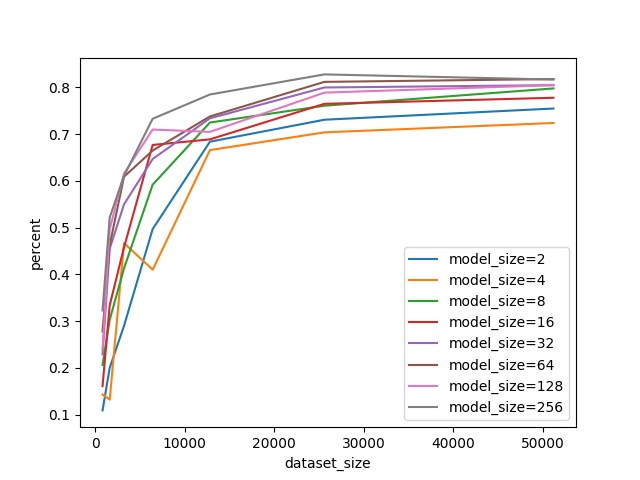 percent
0.8
0.7
0.6
0.5
0.4
0.3
0.2
0.1
0
10000
20000
30000
40000
50000
dataset_size
model_size=2
model_size=4
model_size=8
model_size=16
model_size=32
model_size=64
model_size=128
model_size=256